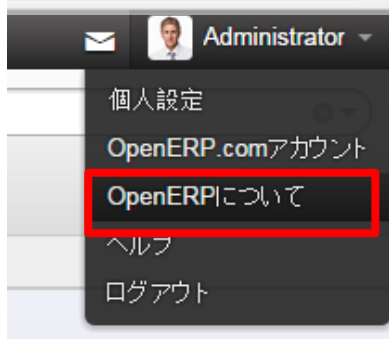 Administrator
個人設定
OpenERP.comアカウント
OpenERPについて
ヘルプ
ログアウト